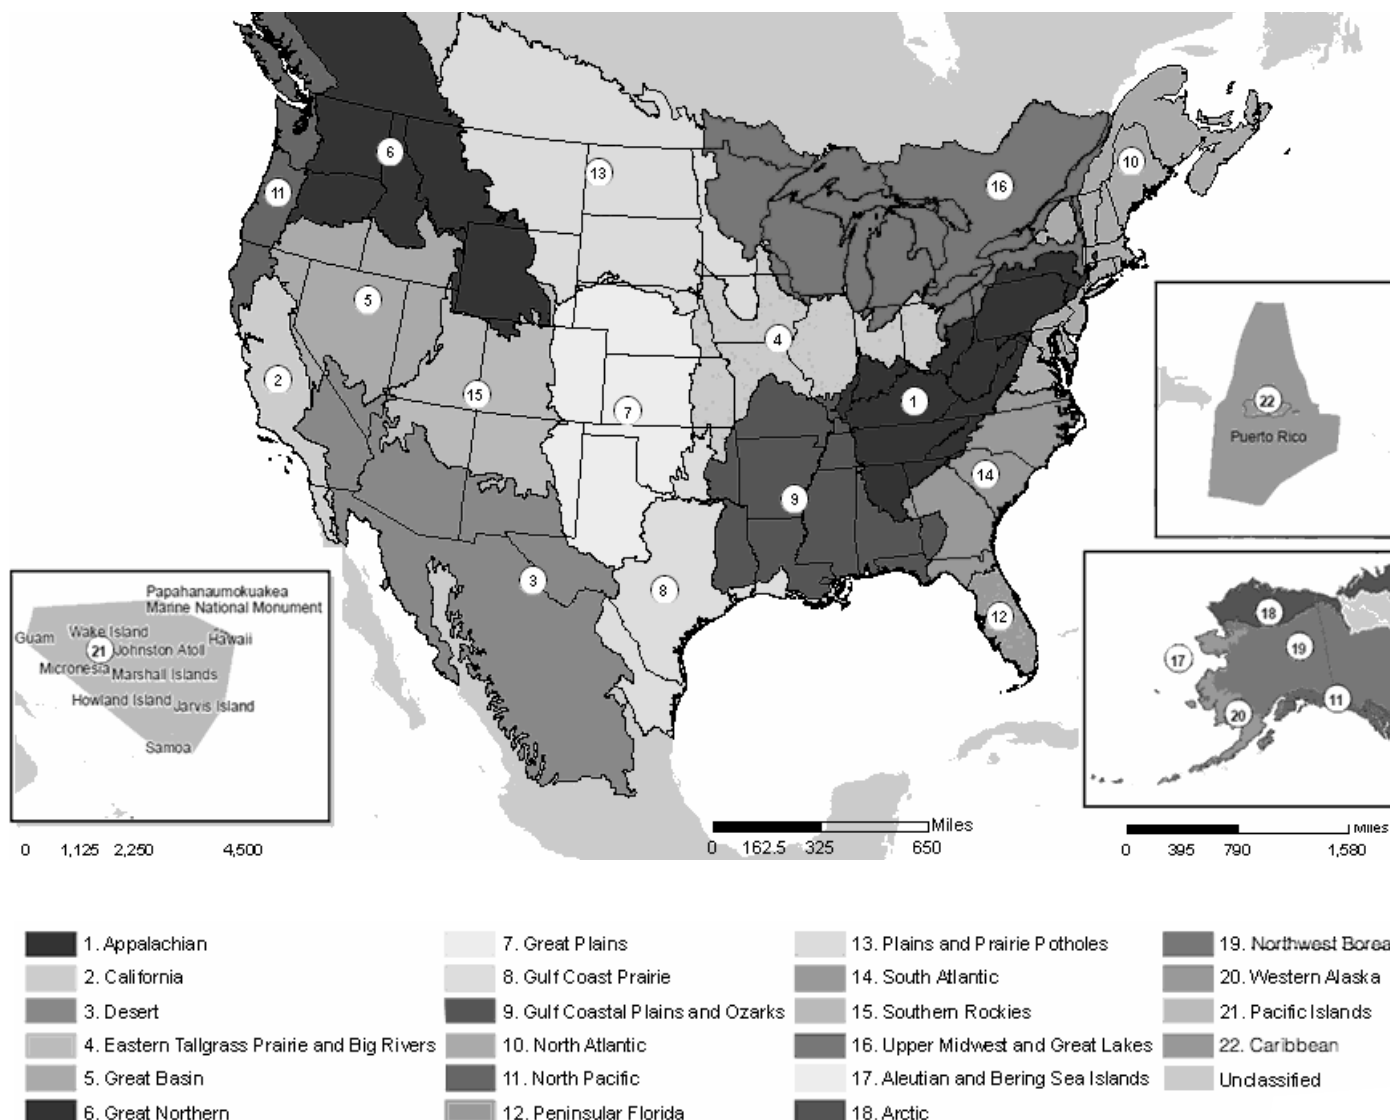 6
13
11
16
10
5
4
2
15
7
1
22
Puerto Rico
14
9
3
8
12
18
19
17
11
20
Papahanaumokuakea
Marine National Monument
Guam
Wake Island
Hawaii
21
Johnston Atoll
Micronesia
Marshall Islands
Howland Island
Jarvis Island
Samoa
Miles
0 162.5 325 650
Miles
0 395 790 1,580
0 1,125 2,250 4,500
1. Appalachian
2. California
3. Desert
4. Eastern Tallgrass Prairie and Big Rivers
5. Great Basin
6. Great Northern
7. Great Plains
8. Gulf Coast Prairie
9. Gulf Coastal Plains and Ozarks
10. North Atlantic
11. North Pacific
12. Peninsular Florida
13. Plains and Prairie Potholes
14. South Atlantic
15. Southern Rockies
16. Upper Midwest and Great Lakes
17. Aleutian and Bering Sea Islands
18. Arctic
19. Northwest Borea
20. Western Alaska
21. Pacific Islands
22. Caribbean
Unclassified